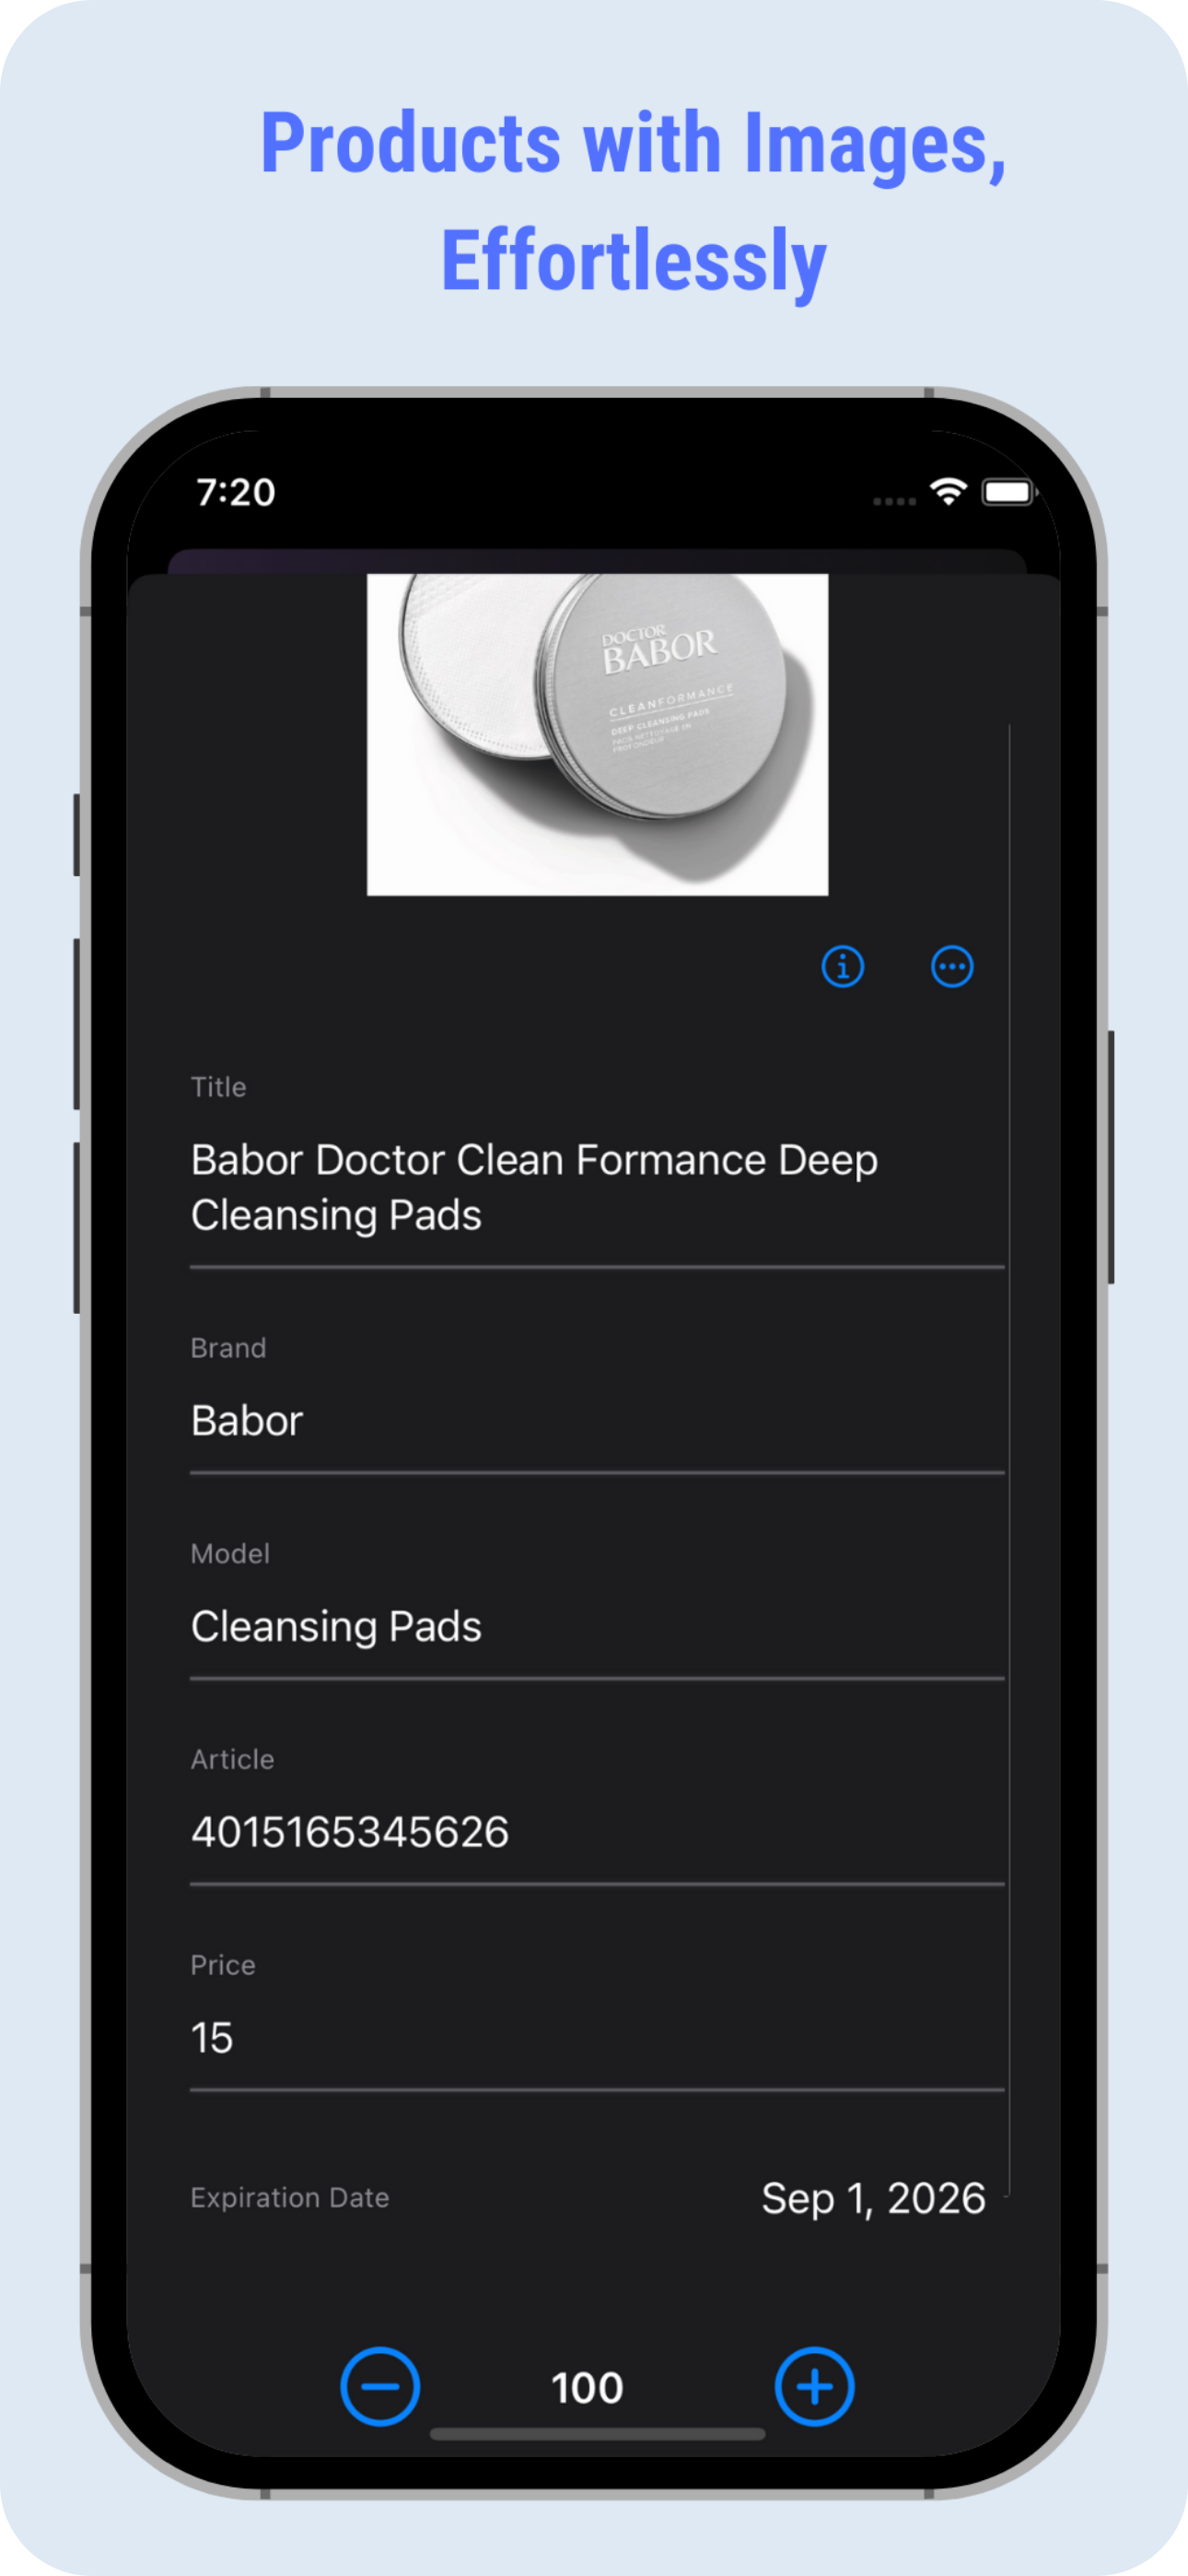 Products with Images,
Effortlessly
7:20
DOCTOR
BABOR
CLEANFORMANCE
DEEP CLEANSING PADS
PADS NETTOYAGE EN
PROFONDEUR
Title
Babor Doctor Clean Formance Deep
Cleansing Pads
Brand
Babor
Model
Cleansing Pads
Article
4015165345626
Price
15
Expiration Date
Sep 1, 2026
100